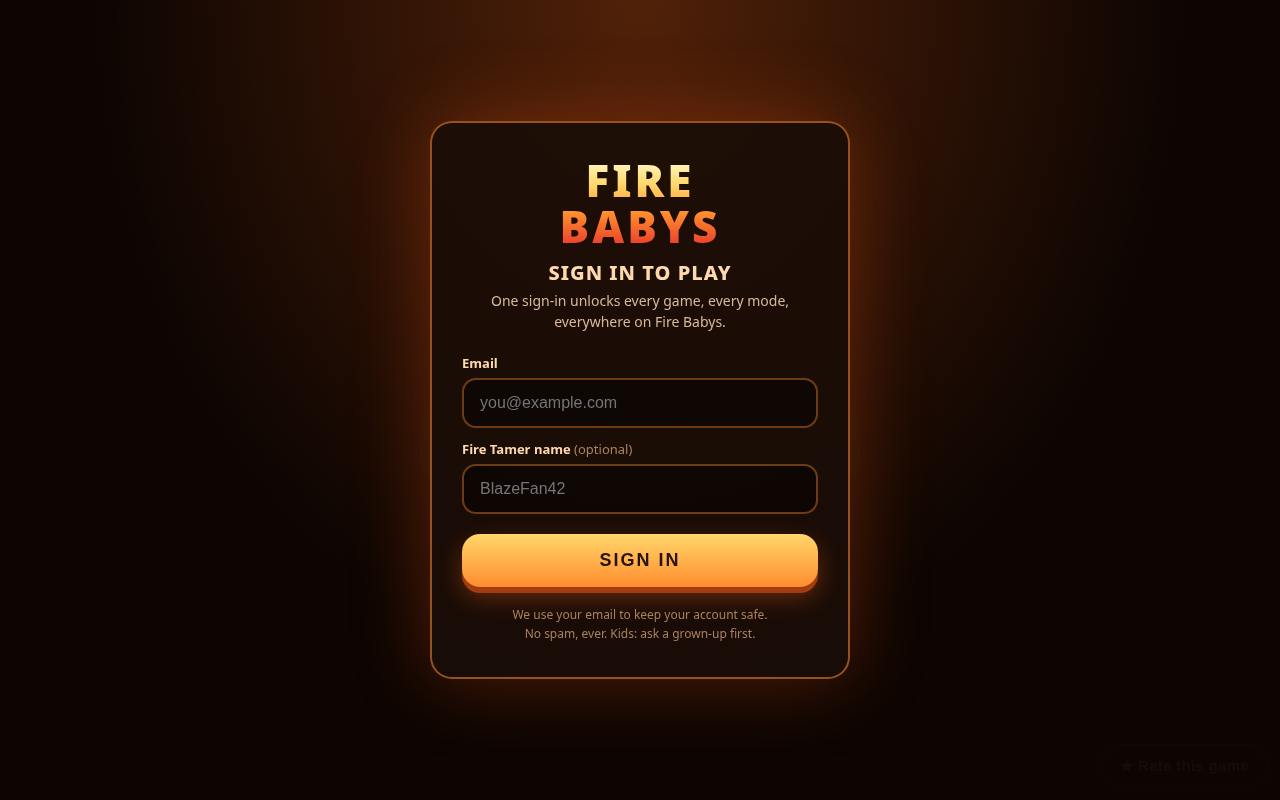 FIRE
BABYS
SIGN IN TO PLAY
One sign-in unlocks every game, every mode,
everywhere on Fire Babys.
Email
you@example.com
Fire Tamer name (optional)
BlazeFan42
SIGN IN
We use your email to keep your account safe.
No spam, ever. Kids: ask a grown-up first.
★ Rate this game